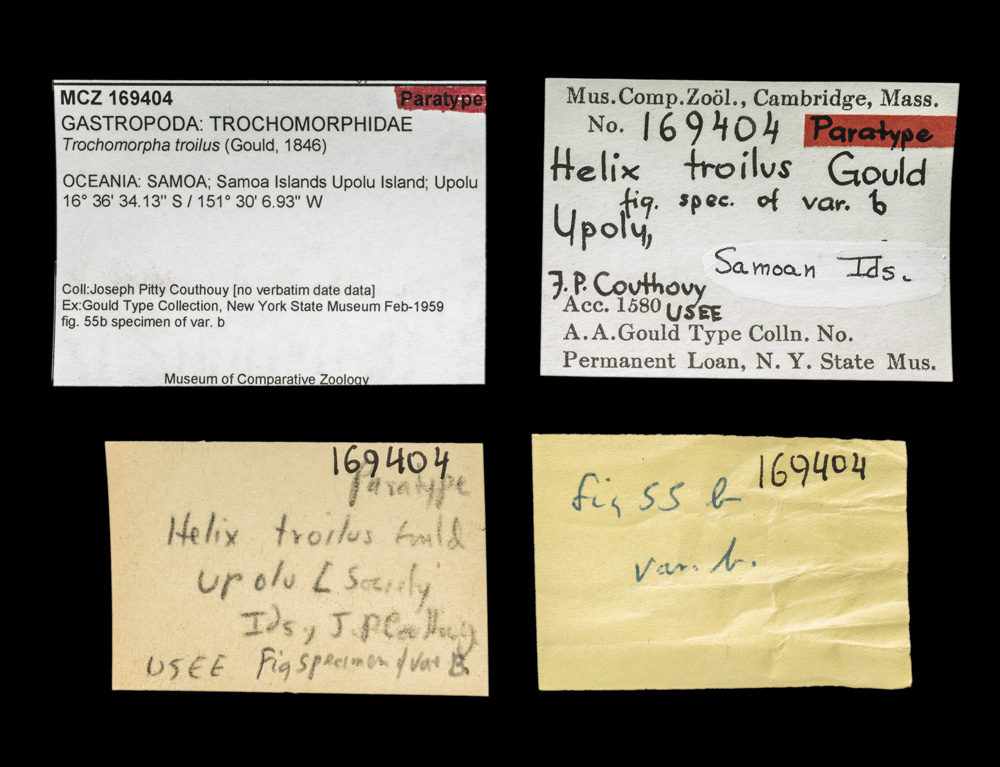 MCZ 169404
Paratype
GASTROPODA: TROCHOMORPHIDAE
Trochomorpha troilus (Gould, 1846)
OCEANIA: SAMOA; Samoa Islands Upolu Island; Upolu
16° 36' 34.13" S / 151° 30' 6.93" W
Coll:Joseph Pitty Couthouy [no verbatim date data]
Ex:Gould Type Collection, New York State Museum Feb-1959
fig. 55b specimen of var. b
Museum of Comparative Zoology
Mus.Comp.Zoöl., Cambridge, Mass.
No. 169404 Paratype
Helix troilus Gould
fig. spec. of var. b
Upolu,
Samoan Ids.
J.P. Couthouy
Acc. 1580 USEE
A.A.Gould Type Colln. No.
Permanent Loan, N. Y. State Mus.
169404
Paratype
Helix troilus Gould
Upolu [ Society
Ids., J.P Couthouy
USEE Fig specimen of var B.
169404
fig 55 b
var. b.